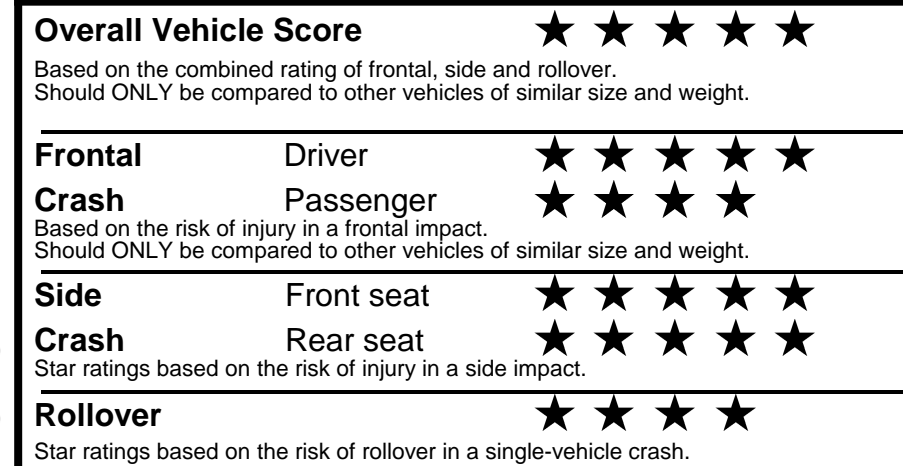 Overall Vehicle Score ★ ★ ★ ★ ★
Based on the combined rating of frontal, side and rollover.
Should ONLY be compared to other vehicles of similar size and weight.
Frontal Driver ★ ★ ★ ★ ★
Crash Passenger ★ ★ ★ ★
Based on the risk of injury in a frontal impact.
Should ONLY be compared to other vehicles of similar size and weight.
Side Front seat ★ ★ ★ ★ ★
Crash Rear seat ★ ★ ★ ★ ★
Star ratings based on the risk of injury in a side impact.
Rollover ★ ★ ★ ★
Star ratings based on the risk of rollover in a single-vehicle crash.